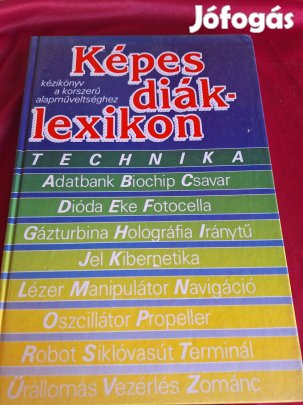 Jófogás
Képes
kézikönyv
a korszerű
alapműveltséghez
diák-
lexikon
TECHNIKA
Adatbank Biochip Csavar
Dióda Eke Fotocella
Gázturbina Holográfia Iránytű
Jel Kibernetika
Lézer Manipulátor Navigáció
Oszcillátor Propeller
Robot Siklóvasút Terminál
Űrállomás Vezérlés Zománc